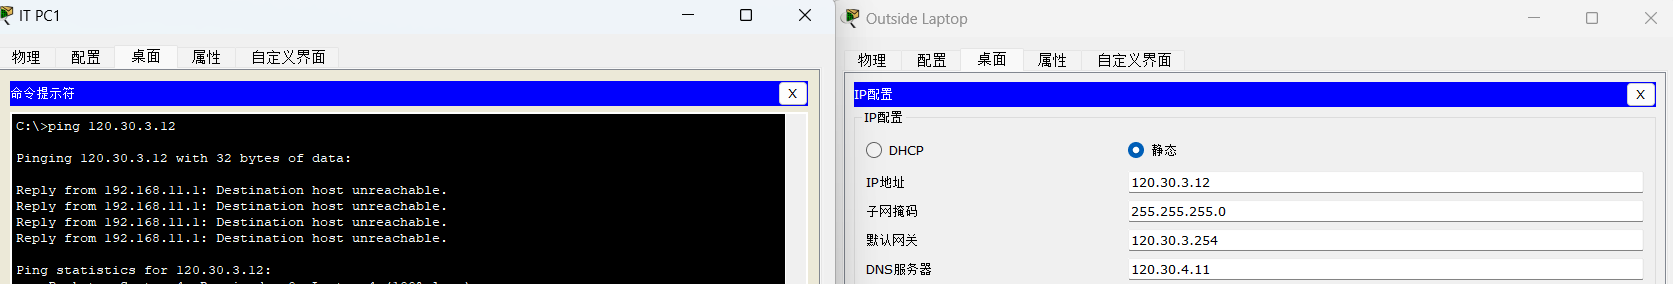 IT PC1
物理 配置 桌面 属性 自定义界面
命令提示符 X
C:\>ping 120.30.3.12
Pinging 120.30.3.12 with 32 bytes of data:
Reply from 192.168.11.1: Destination host unreachable.
Reply from 192.168.11.1: Destination host unreachable.
Reply from 192.168.11.1: Destination host unreachable.
Reply from 192.168.11.1: Destination host unreachable.
Ping statistics for 120.30.3.12:
Outside Laptop
物理 配置 桌面 属性 自定义界面
IP配置 X
IP配置
DHCP 静态
IP地址 120.30.3.12
子网掩码 255.255.255.0
默认网关 120.30.3.254
DNS服务器 120.30.4.11